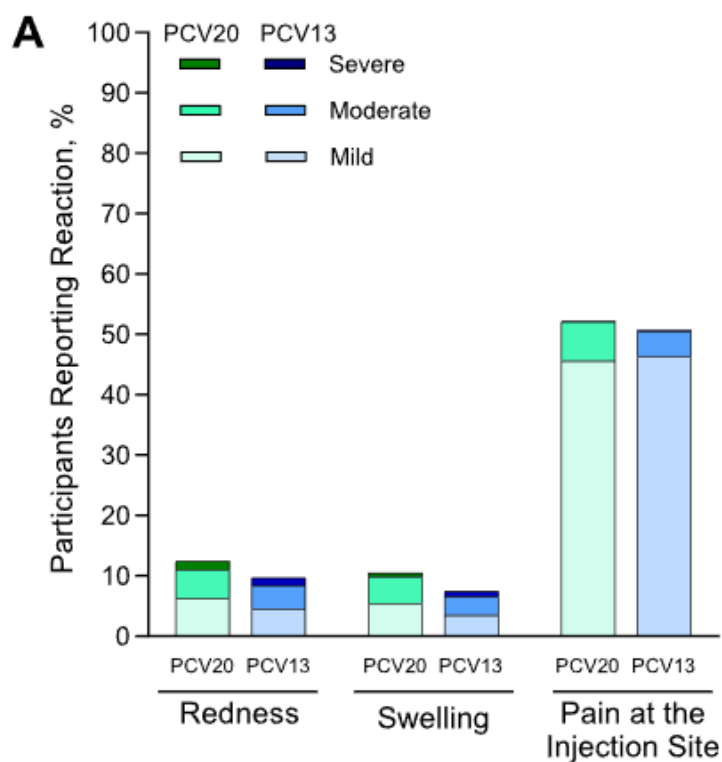 A
PCV20 PCV13
Severe
Moderate
Mild
Participants Reporting Reaction, %
100
90
80
70
60
50
40
30
20
10
0
PCV20 PCV13 PCV20 PCV13 PCV20 PCV13
Redness Swelling Pain at the
Injection Site